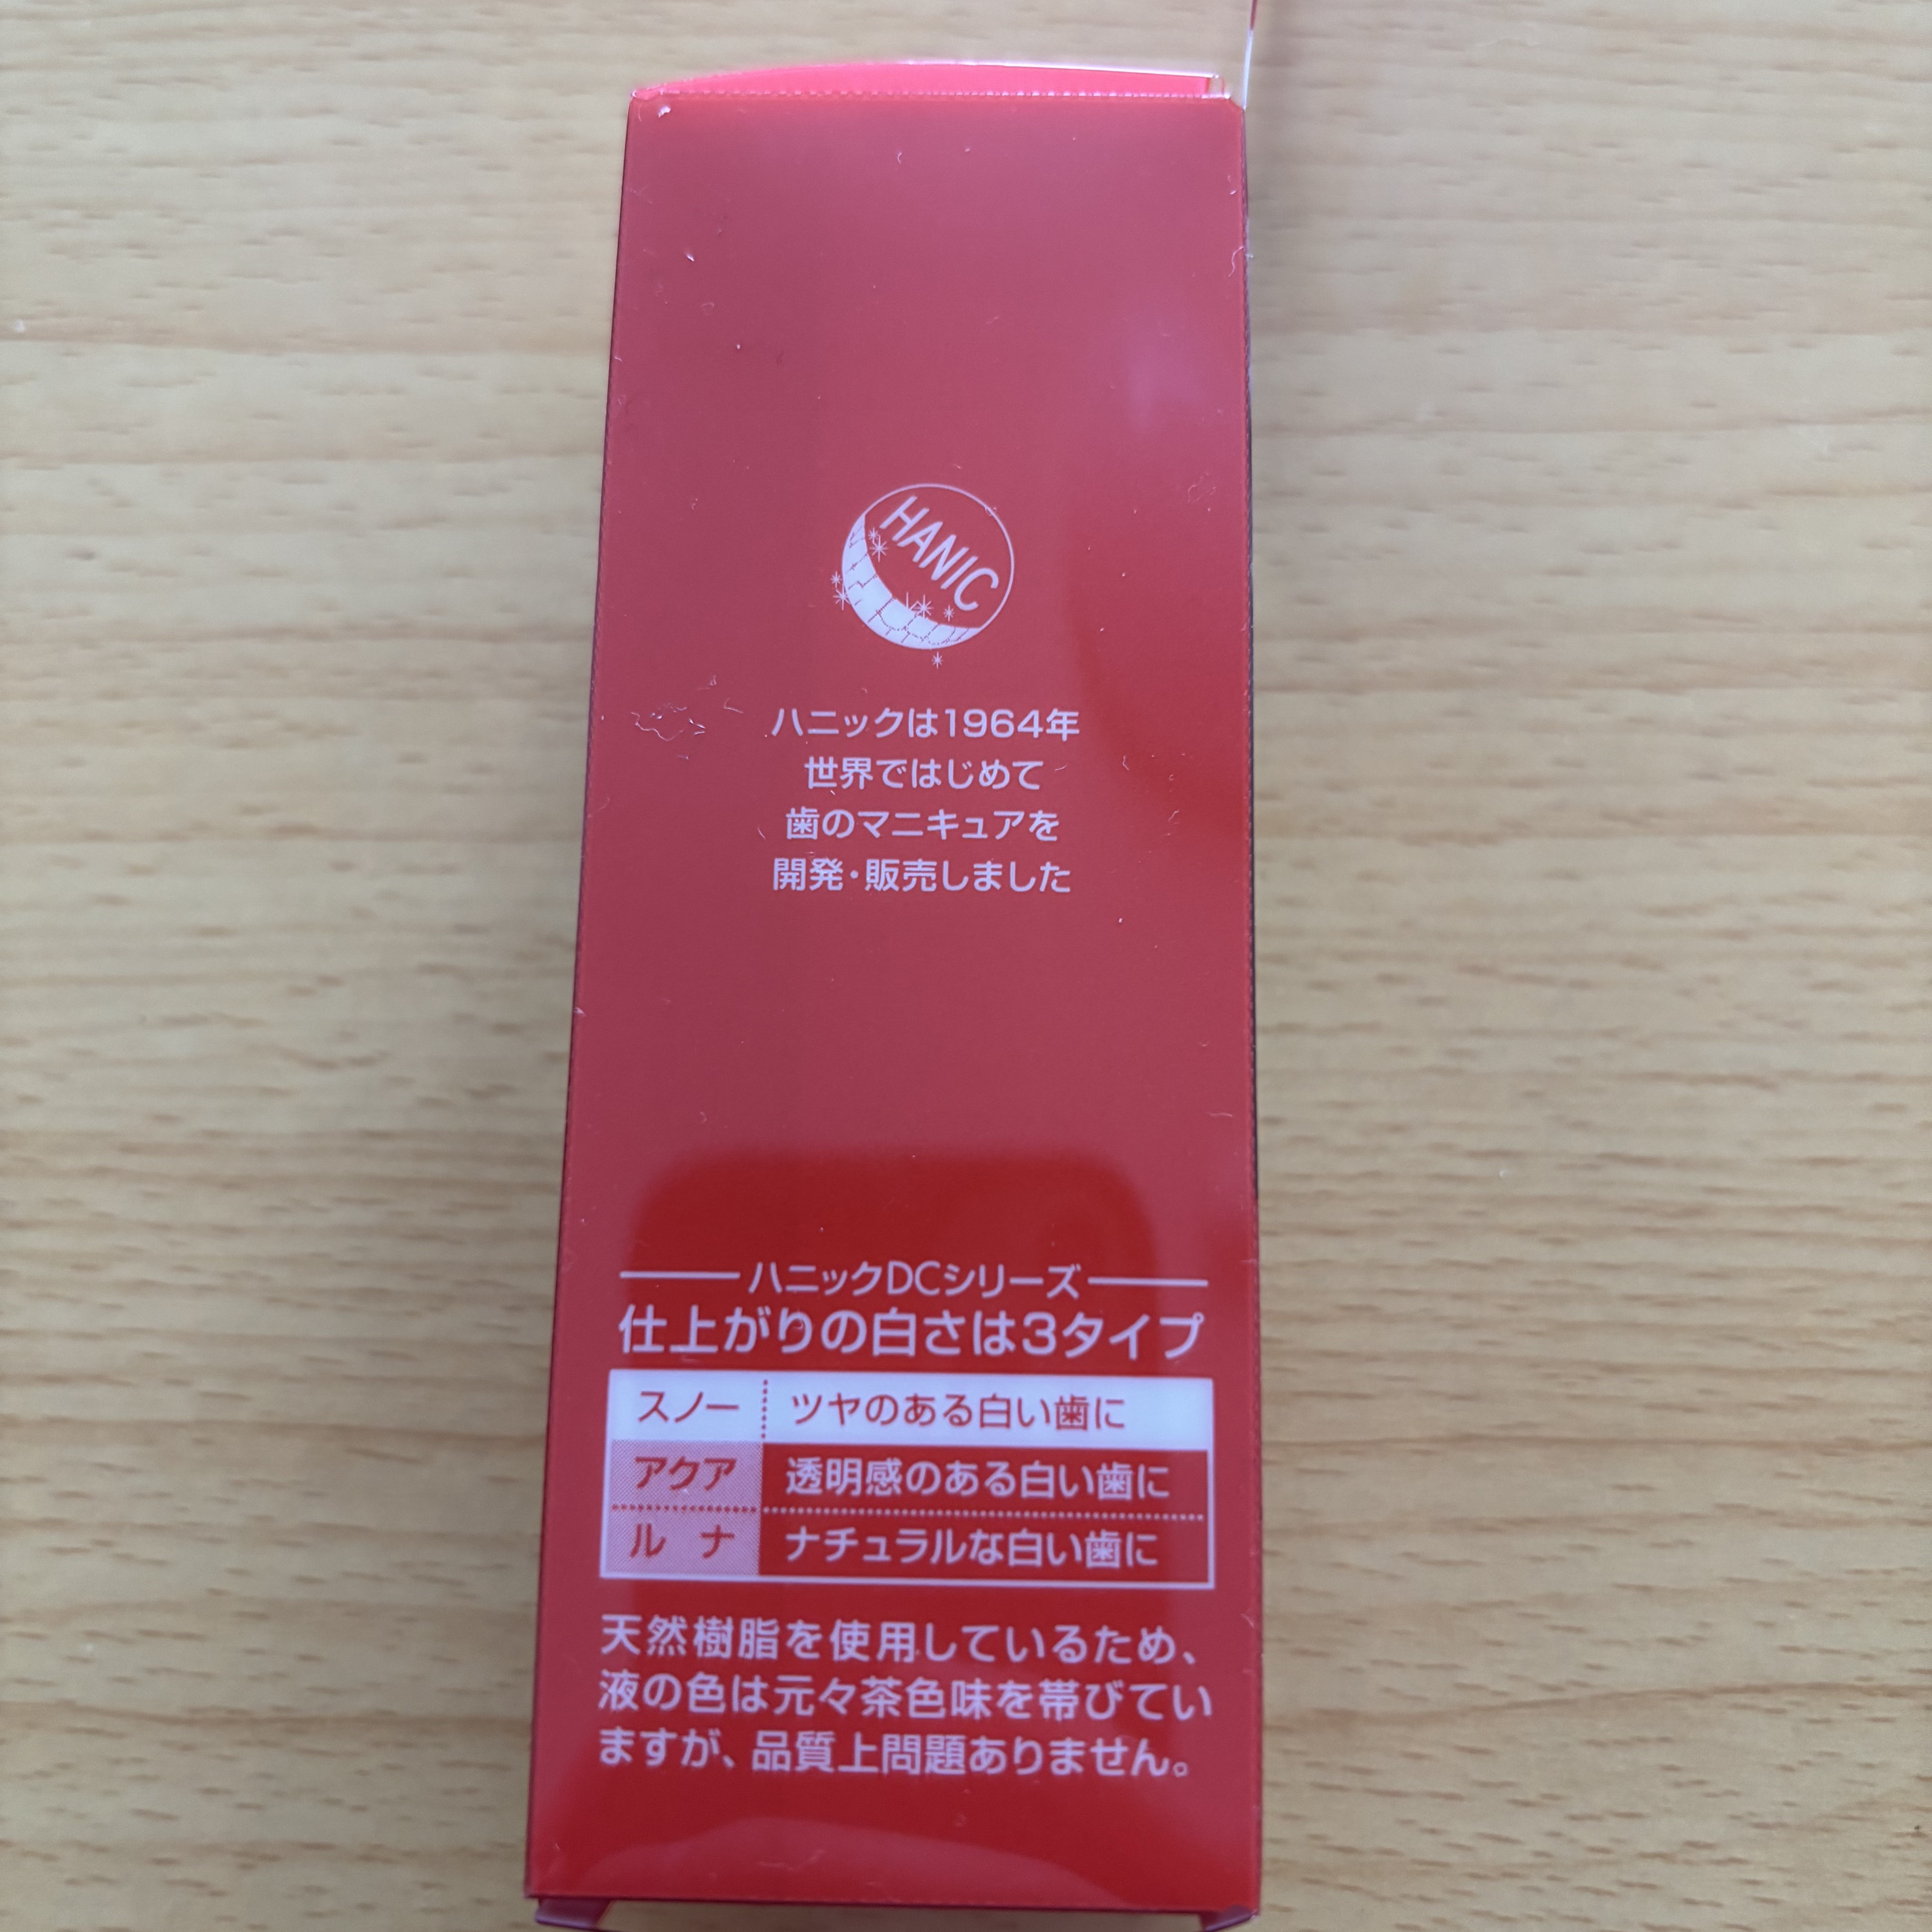 HANIC
ハニックは1964年
世界ではじめて
歯のマニキュアを
開発・販売しました
ハニックDCシリーズ
仕上がりの白さは3タイプ
スノー ツヤのある白い歯に
アクア 透明感のある白い歯に
ルナ ナチュラルな白い歯に
天然樹脂を使用しているため、
液の色は元々茶色味を帯びてい
ますが、品質上問題ありません。